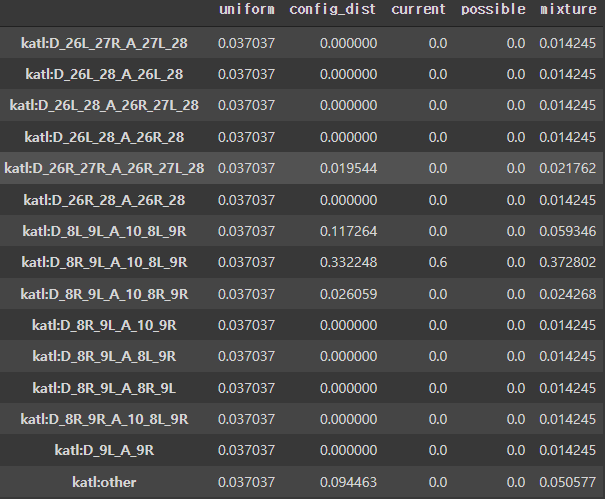 uniform config_dist current possible mixture
katl:D_26L_27R_A_27L_28 0.037037 0.000000 0.0 0.0 0.014245
katl:D_26L_28_A_26L_28 0.037037 0.000000 0.0 0.0 0.014245
katl:D_26L_28_A_26R_27L_28 0.037037 0.000000 0.0 0.0 0.014245
katl:D_26L_28_A_26R_28 0.037037 0.000000 0.0 0.0 0.014245
katl:D_26R_27R_A_26R_27L_28 0.037037 0.019544 0.0 0.0 0.021762
katl:D_26R_28_A_26R_28 0.037037 0.000000 0.0 0.0 0.014245
katl:D_8L_9L_A_10_8L_9R 0.037037 0.117264 0.0 0.0 0.059346
katl:D_8R_9L_A_10_8L_9R 0.037037 0.332248 0.6 0.0 0.372802
katl:D_8R_9L_A_10_8R_9R 0.037037 0.026059 0.0 0.0 0.024268
katl:D_8R_9L_A_10_9R 0.037037 0.000000 0.0 0.0 0.014245
katl:D_8R_9L_A_8L_9R 0.037037 0.000000 0.0 0.0 0.014245
katl:D_8R_9L_A_8R_9L 0.037037 0.000000 0.0 0.0 0.014245
katl:D_8R_9R_A_10_8L_9R 0.037037 0.000000 0.0 0.0 0.014245
katl:D_9L_A_9R 0.037037 0.000000 0.0 0.0 0.014245
katl:other 0.037037 0.094463 0.0 0.0 0.050577